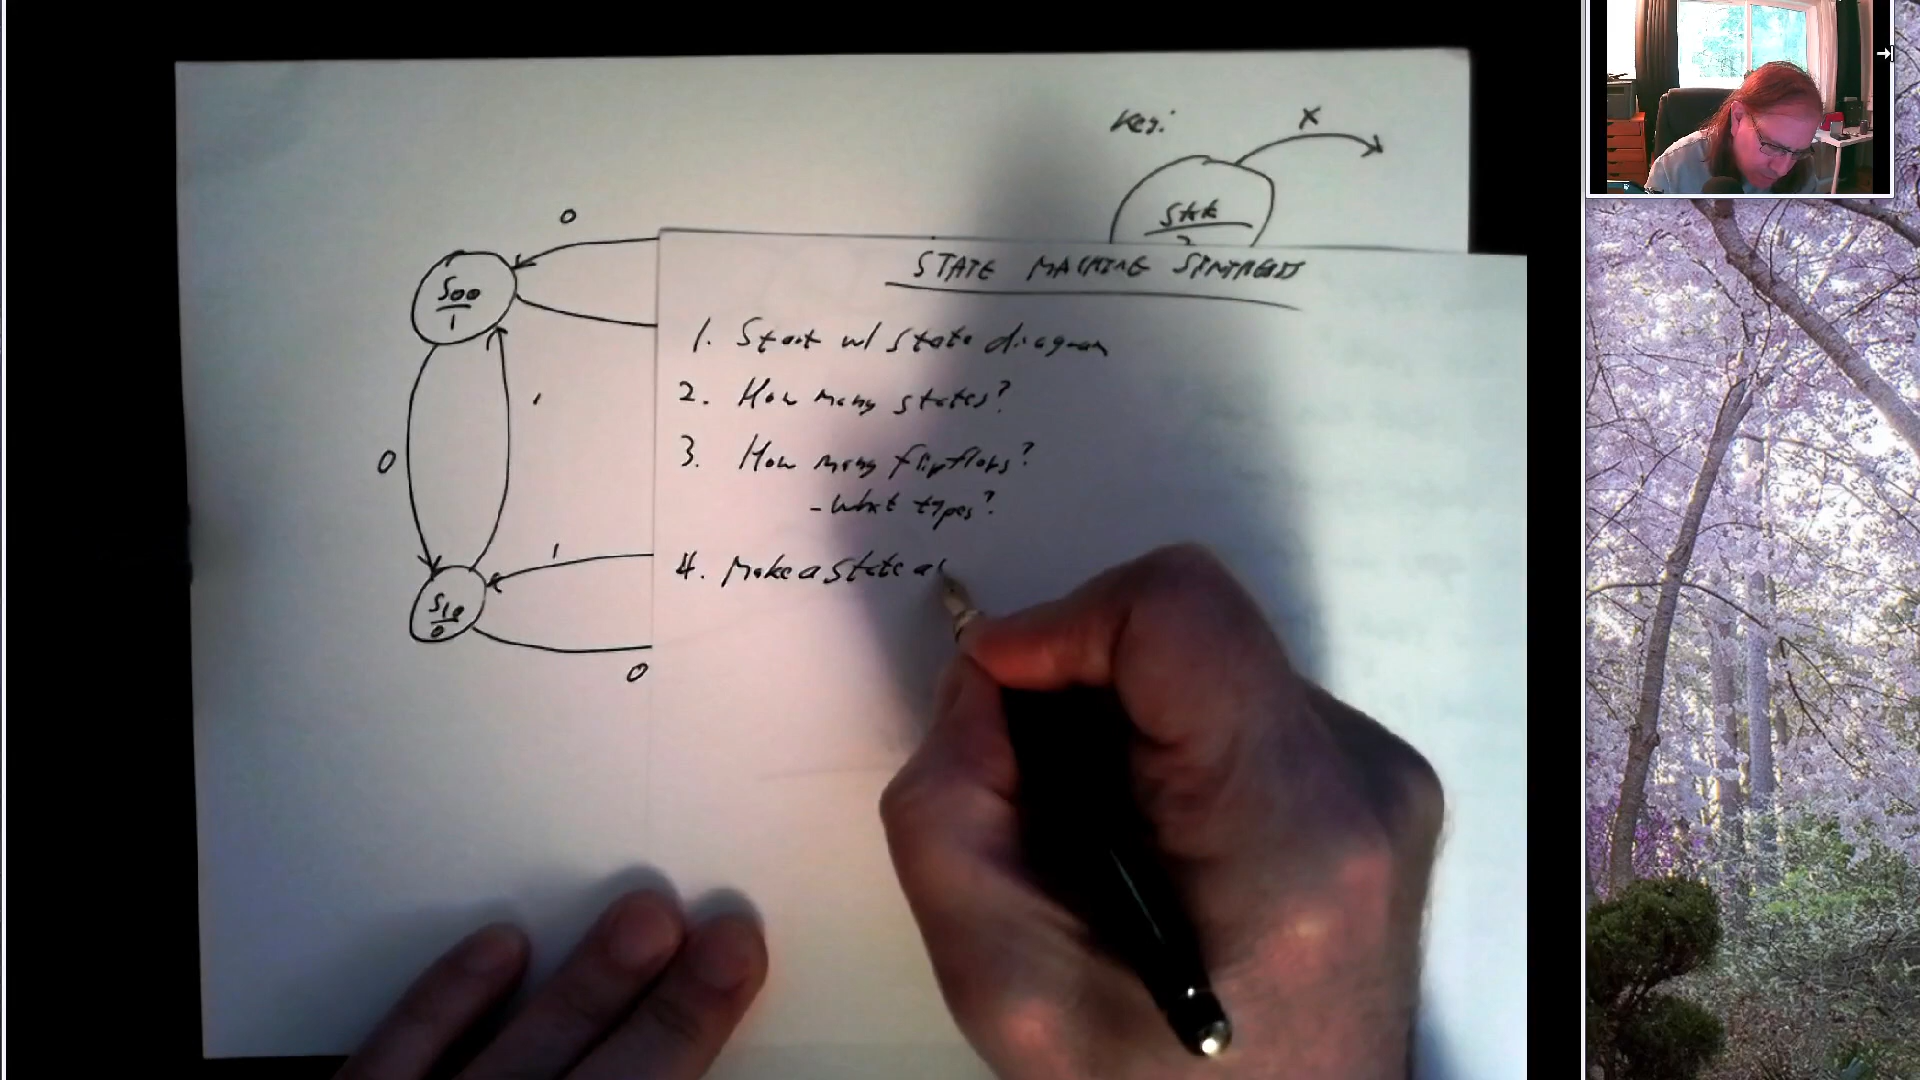 Key:
X
State
0
S00
1
STATE MACHINE SYNTHESIS
1. Start w/ state diagram
2. How many states?
3. How many flipflops?
- What types?
0
1
1
4. Make a state a
S10
0
0